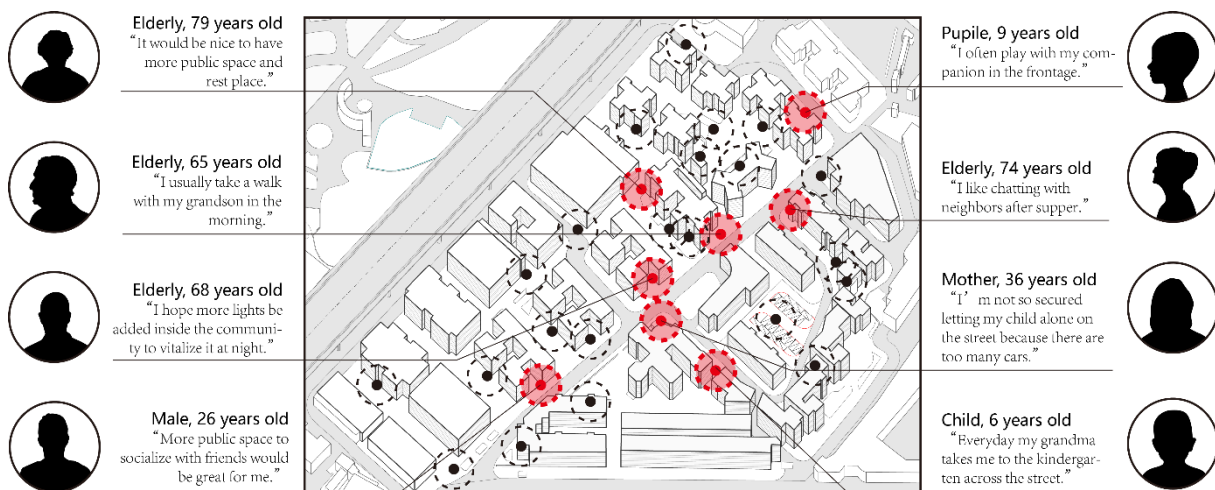 Elderly, 79 years old
“It would be nice to have
more public space and
rest place.”
Elderly, 65 years old
“I usually take a walk
with my grandson in the
morning.”
Elderly, 68 years old
“I hope more lights be
added inside the communi-
ty to vitalize it at night.”
Male, 26 years old
“More public space to
socialize with friends would
be great for me.”
Pupile, 9 years old
“I often play with my com-
panion in the frontage.”
Elderly, 74 years old
“I like chatting with
neighbors after supper.”
Mother, 36 years old
“I’ m not so secured
letting my child alone on
the street because there are
too many cars.”
Child, 6 years old
“Everyday my grandma
takes me to the kindergar-
ten across the street.”